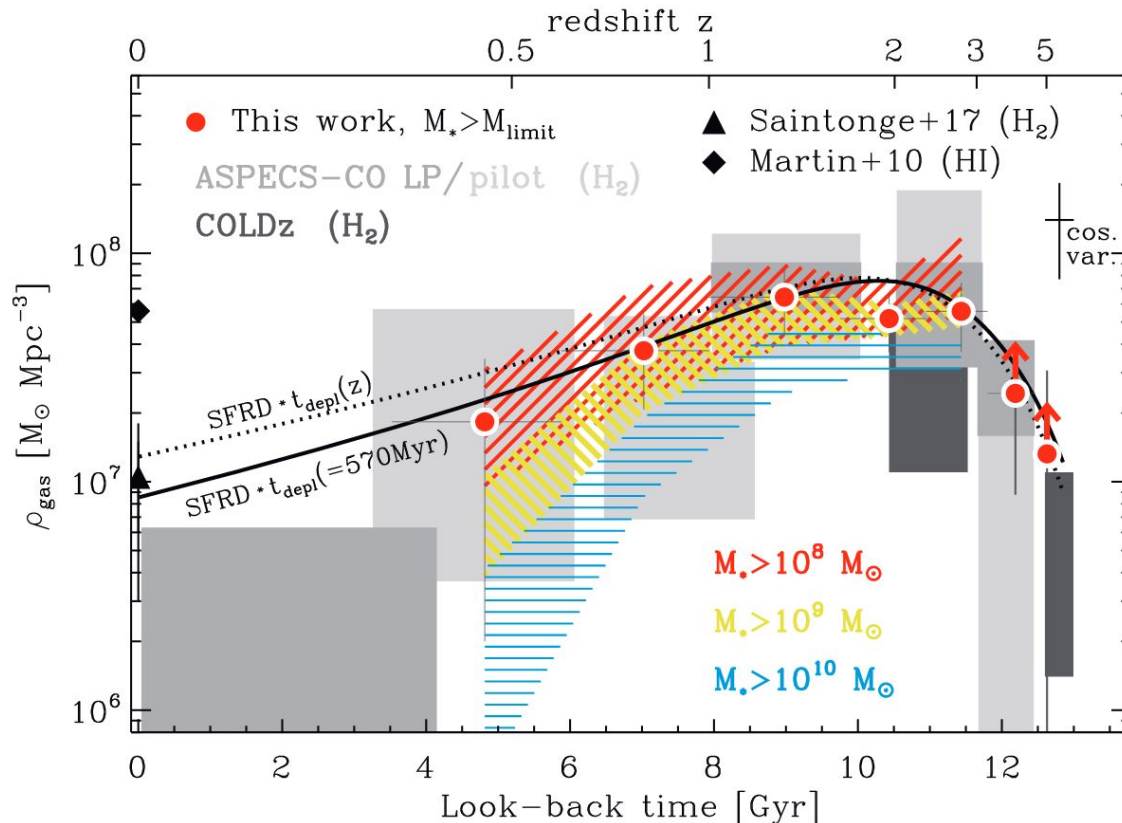 redshift z
0 0.5 1 2 3 4 5
This work, M*>Mlimit
Saintonge+17 (H2)
Martin+10 (HI)
ASPECS-CO LP/pilot (H2)
COLDz (H2)
cos.
var.
10^8
10^7
10^6
ρgas [M⊙ Mpc^-3]
SFRD*tdepl(z)
SFRD*tdepl(=570Myr)
M*>10^8 M⊙
M*>10^9 M⊙
M*>10^10 M⊙
0 2 4 6 8 10 12
Look-back time [Gyr]